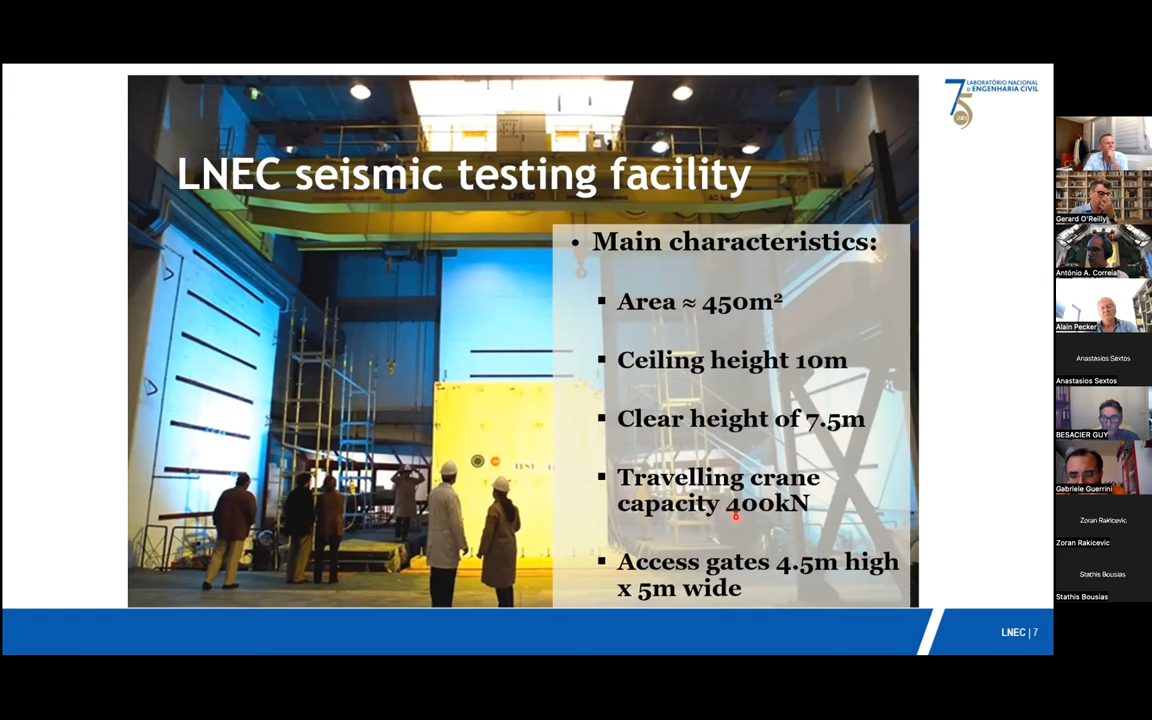 LABORATÓRIO NACIONAL
DE ENGENHARIA CIVIL
75
LNEC
LNEC seismic testing facility
• Main characteristics:
▪ Area ≈ 450m²
▪ Ceiling height 10m
▪ Clear height of 7.5m
▪ Travelling crane
capacity 400kN
▪ Access gates 4.5m high
x 5m wide
LNEC | 7
Gerard O'Reilly
António A. Correia
Alain Pecker
Anastasios Sextos
Anastasios Sextos
BESACIER GUY
Gabriele Guerrini
Zoran Rakicevic
Zoran Rakicevic
Stathis Bousias
Stathis Bousias